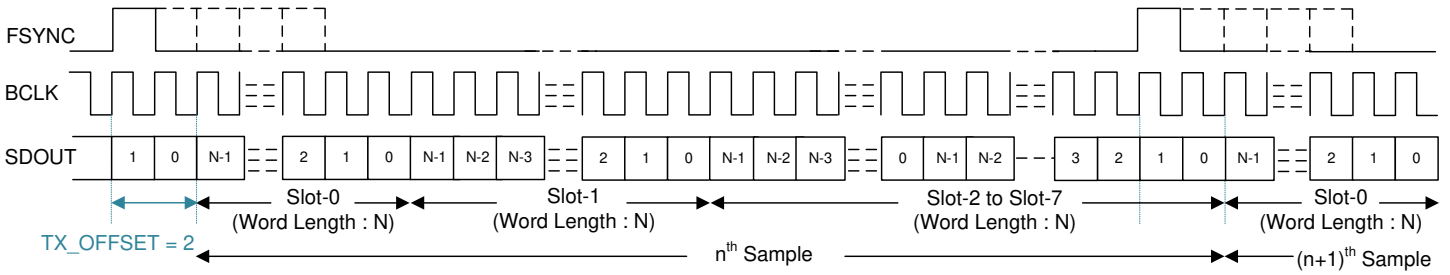 FSYNC
BCLK
SDOUT
1 0 N-1 2 1 0 N-1 N-2 N-3 2 1 0 N-1 N-2 N-3 0 N-1 N-2 3 2 1 0 N-1 2 1 0
Slot-0
(Word Length : N)
Slot-1
(Word Length : N)
Slot-2 to Slot-7
(Word Length : N)
Slot-0
(Word Length : N)
TX_OFFSET = 2
nth Sample
(n+1)th Sample